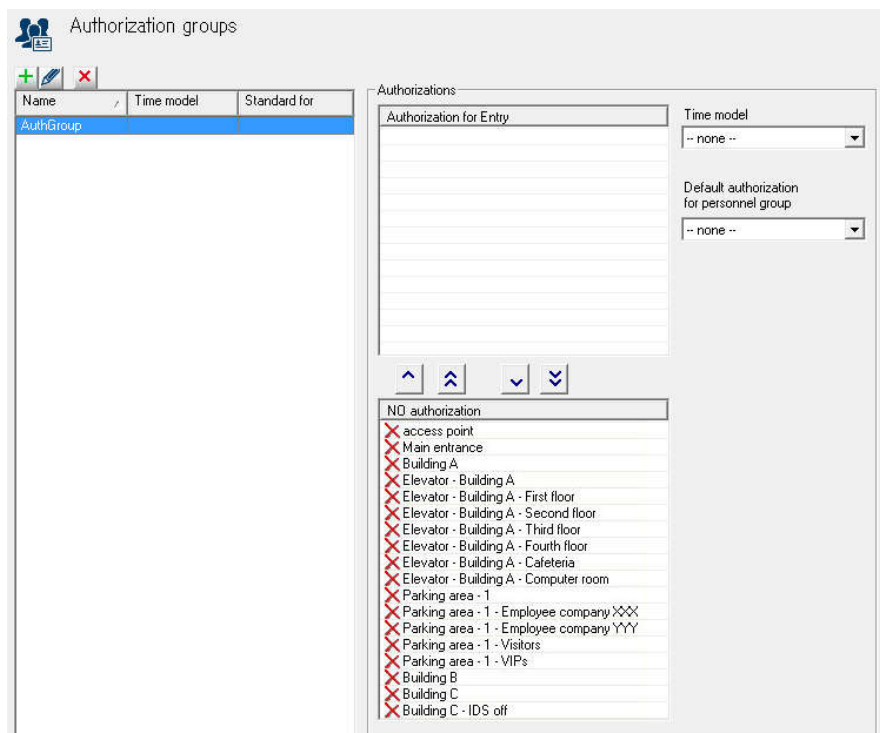 Authorization groups
Name Time model Standard for
AuthGroup
Authorizations
Authorization for Entry
Time model
-- none --
Default authorization
for personnel group
-- none --
NO authorization
access point
Main entrance
Building A
Elevator - Building A
Elevator - Building A - First floor
Elevator - Building A - Second floor
Elevator - Building A - Third floor
Elevator - Building A - Fourth floor
Elevator - Building A - Cafeteria
Elevator - Building A - Computer room
Parking area - 1
Parking area - 1 - Employee company XXX
Parking area - 1 - Employee company YYY
Parking area - 1 - Visitors
Parking area - 1 - VIPs
Building B
Building C
Building C - IDS off